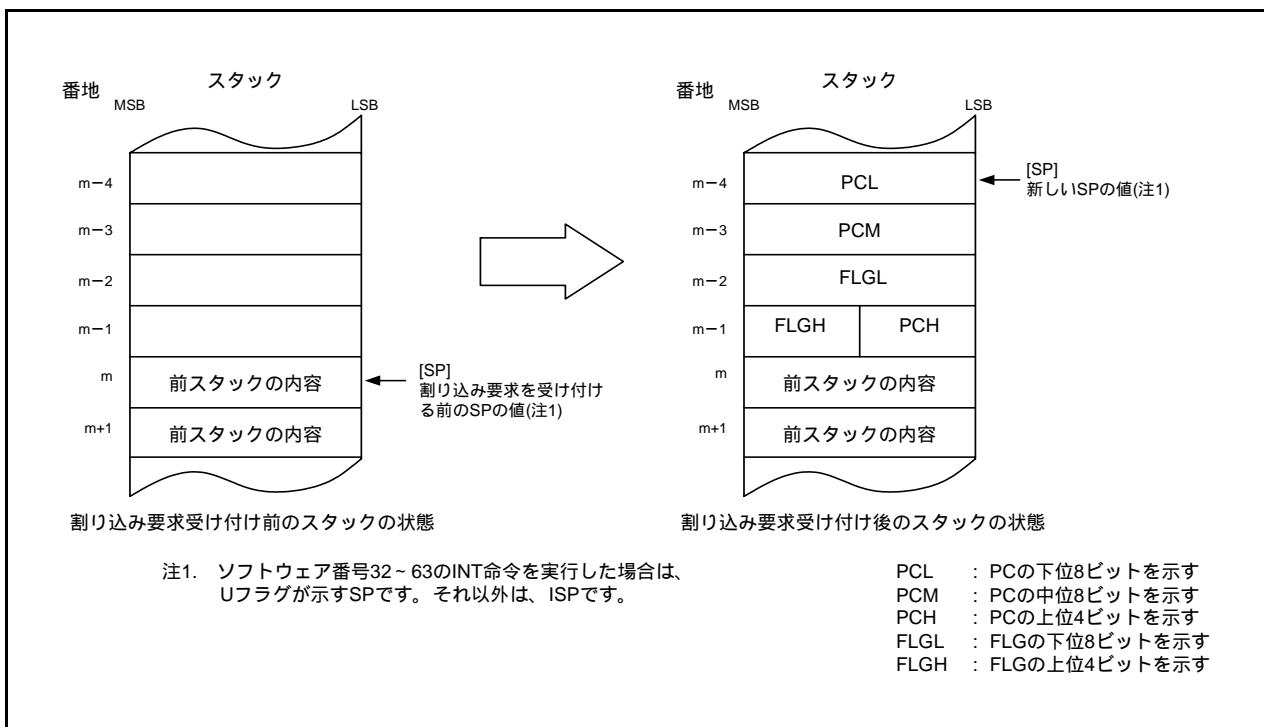 番地
スタック
MSB
LSB
m－4
m－3
m－2
m－1
m
前スタックの内容
m+1
前スタックの内容
[SP]
割り込み要求を受け付け
る前のSPの値(注1)
割り込み要求受け付け前のスタックの状態
番地
スタック
MSB
LSB
m－4
PCL
[SP]
新しいSPの値(注1)
m－3
PCM
m－2
FLGL
m－1
FLGH
PCH
m
前スタックの内容
m+1
前スタックの内容
割り込み要求受け付け後のスタックの状態
注1. ソフトウェア番号32～63のINT命令を実行した場合は、
Uフラグが示すSPです。それ以外は、ISPです。
PCL : PCの下位8ビットを示す
PCM : PCの中位8ビットを示す
PCH : PCの上位4ビットを示す
FLGL : FLGの下位8ビットを示す
FLGH : FLGの上位4ビットを示す